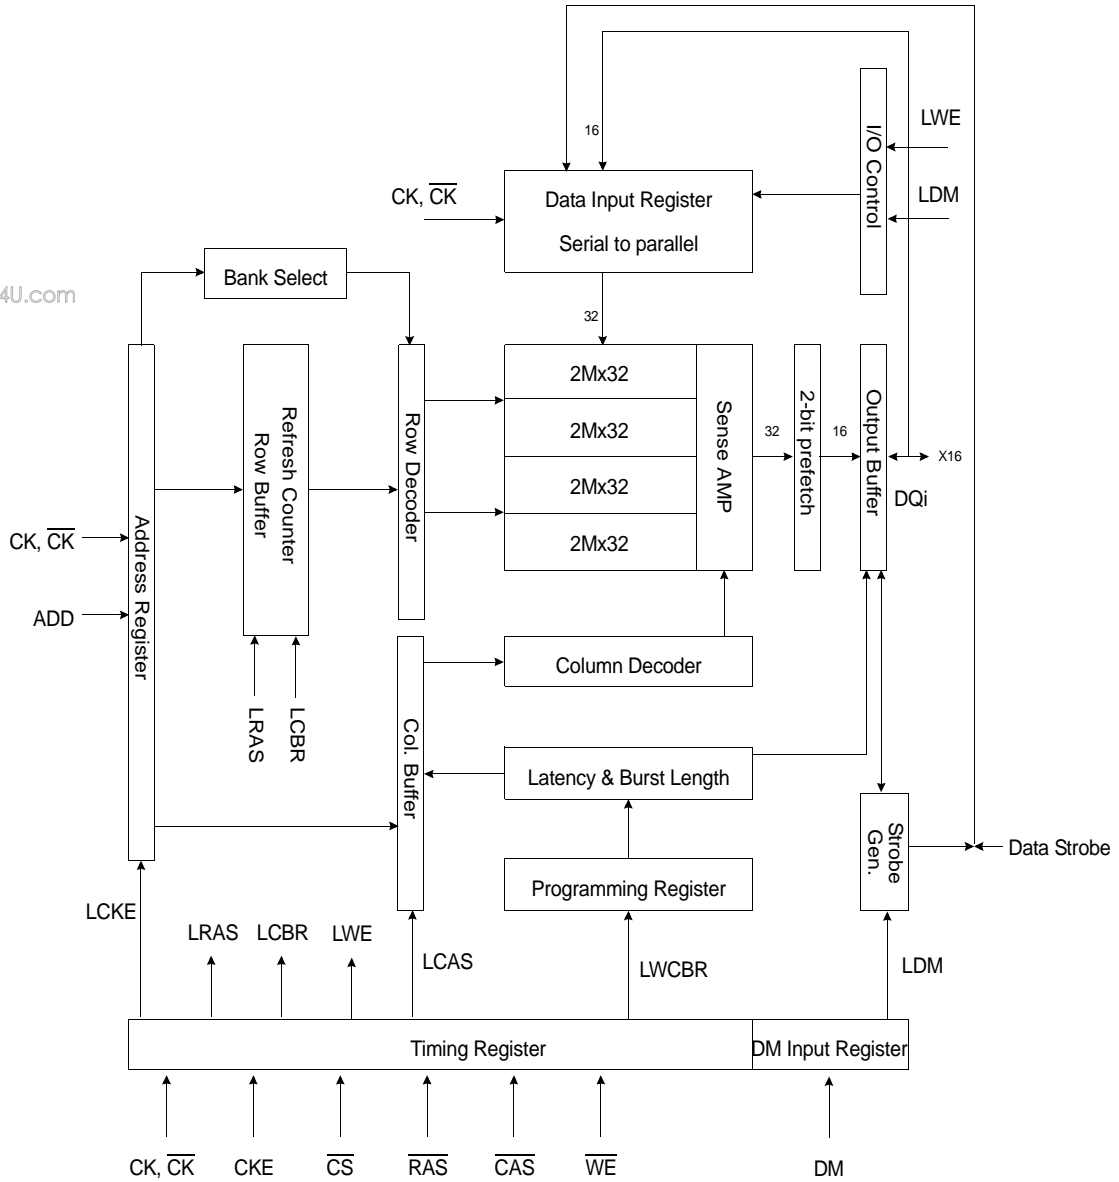 16
LWE
I/O Control
CK, CK
Data Input Register
Serial to parallel
LDM
Bank Select
4U.com
32
2Mx32
2Mx32
2Mx32
2Mx32
Sense AMP
32
2-bit prefetch
16
Output Buffer
X16
DQi
Refresh Counter
Row Buffer
Row Decoder
CK, CK
ADD
Address Register
LRAS
LCBR
Column Decoder
Col. Buffer
Latency & Burst Length
Programming Register
Strobe
Gen.
Data Strobe
LCKE
LRAS
LCBR
LWE
LCAS
LWCBR
LDM
Timing Register
DM Input Register
CK, CK
CKE
CS
RAS
CAS
WE
DM